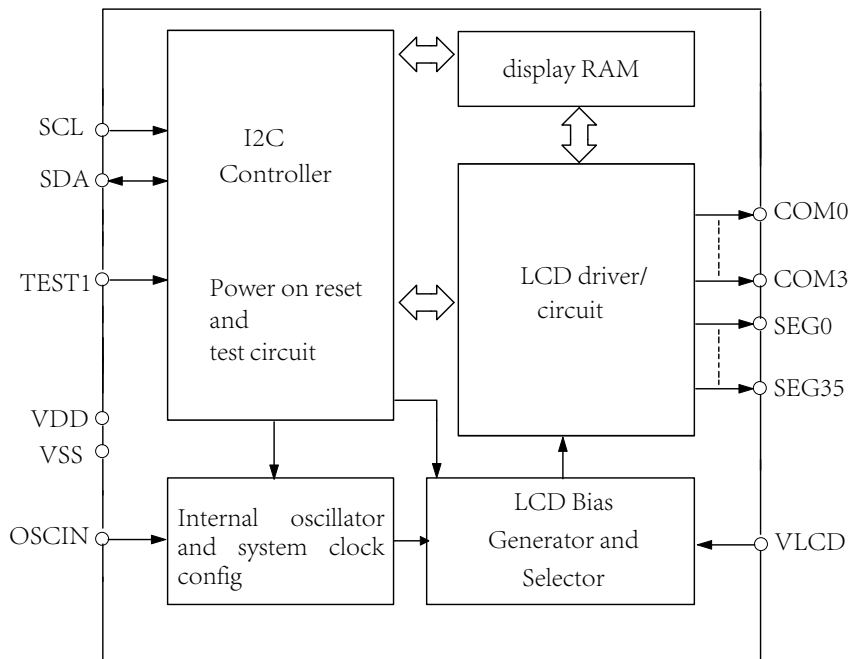 display RAM
SCL
I2C
Controller
SDA
COM0
TEST1
Power on reset
and
test circuit
LCD driver/
circuit
COM3
SEG0
SEG35
VDD
VSS
OSCIN
Internal oscillator
and system clock
config
LCD Bias
Generator and
Selector
VLCD